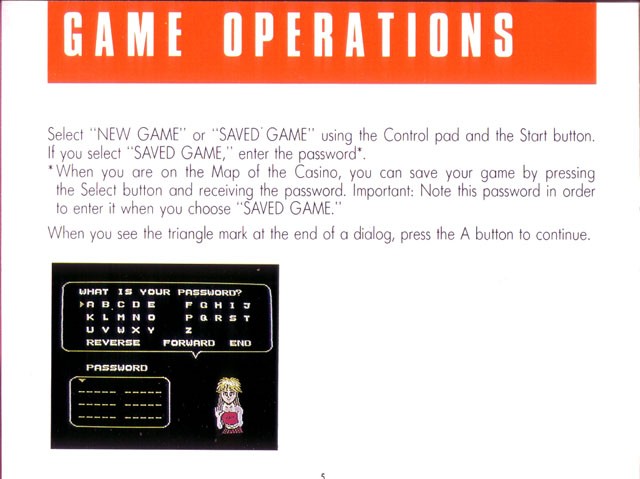 GAME OPERATIONS
Select "NEW GAME" or "SAVED GAME" using the Control pad and the Start button.
If you select "SAVED GAME," enter the password*.
*When you are on the Map of the Casino, you can save your game by pressing
the Select button and receiving the password. Important: Note this password in order
to enter it when you choose "SAVED GAME."
When you see the triangle mark at the end of a dialog, press the A button to continue.
WHAT IS YOUR PASSWORD?
A B C D E F G H I J
K L M N O P Q R S T
U V W X Y Z
REVERSE FORWARD END
PASSWORD
5